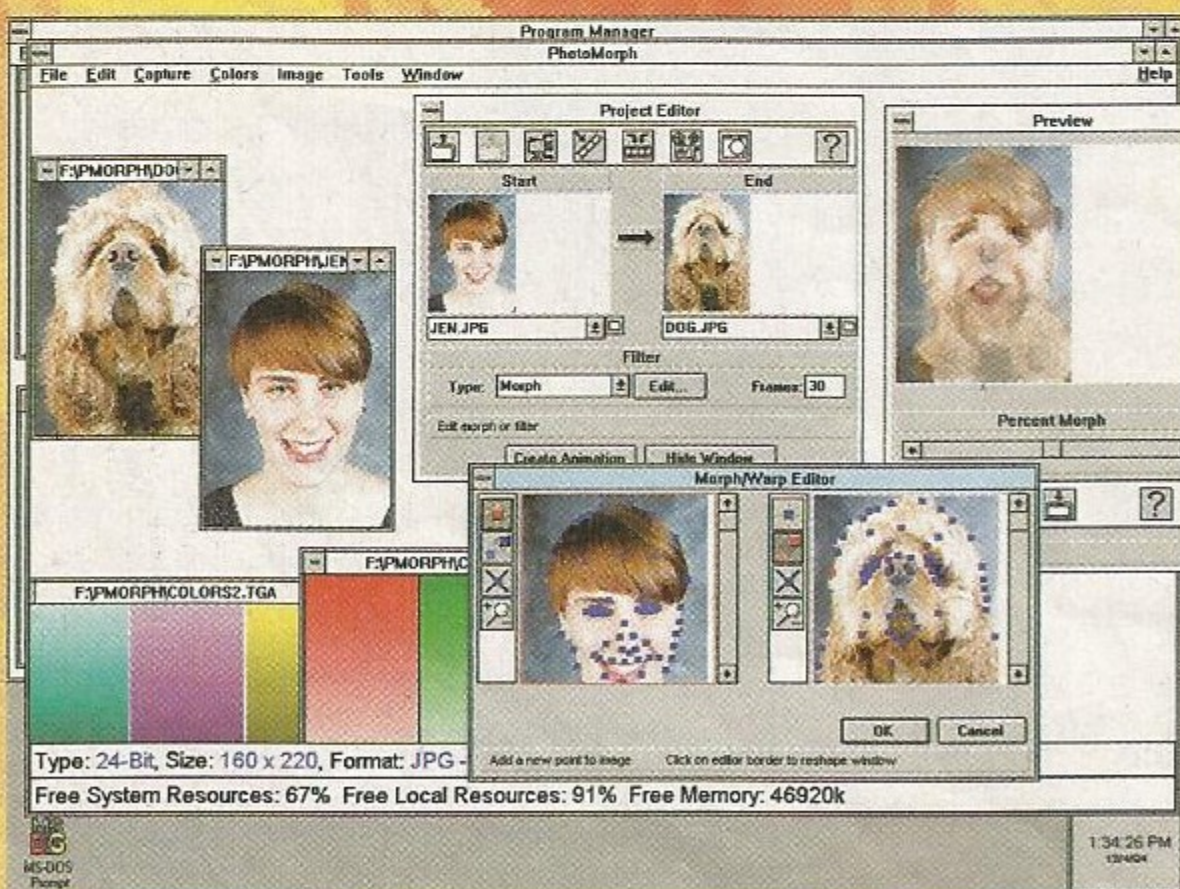 Program Manager
PhotoMorph
File Edit Capture Colors Image Tools Window Help
Project Editor
Preview
F:\PMORPH\DO
Start End
F:\PMORPH\JEN
JEN.JPG DOG.JPG
Filter
Type: Morph Edit... Frames: 30
Edit morph or filter
Percent Morph
Create Animation Hide Window
Morph/Warp Editor
F:\PMORPH\C
F:\PMORPH\COLORS2.TGA
OK Cancel
Add a new point to image Click on editor border to reshape window
Type: 24-Bit, Size: 160 x 220, Format: JPG -
Free System Resources: 67% Free Local Resources: 91% Free Memory: 46920k
MS-DOS
Prompt
1:34:26 PM